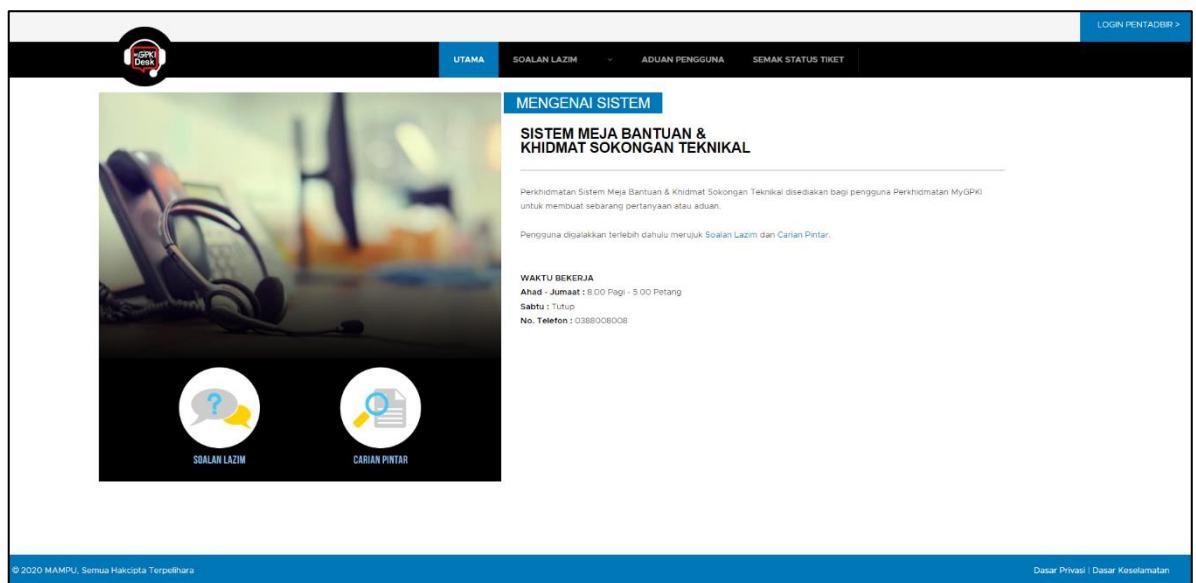 LOGIN PENTADBIR >
MyGPKI
Desk
UTAMA
SOALAN LAZIM
ADUAN PENGGUNA
SEMAK STATUS TIKET
MENGENAI SISTEM
SISTEM MEJA BANTUAN &
KHIDMAT SOKONGAN TEKNIKAL
Perkhidmatan Sistem Meja Bantuan & Khidmat Sokongan Teknikal disediakan bagi pengguna Perkhidmatan MyGPKI
untuk membuat sebarang pertanyaan atau aduan.
Pengguna digalakkan terlebih dahulu merujuk Soalan Lazim dan Carian Pintar.
WAKTU BEKERJA
Ahad - Jumaat : 8.00 Pagi - 5.00 Petang
Sabtu : Tutup
No. Telefon : 0388008008
SOALAN LAZIM
CARIAN PINTAR
© 2020 MAMPU, Semua Hakcipta Terpelihara
Dasar Privasi | Dasar Keselamatan